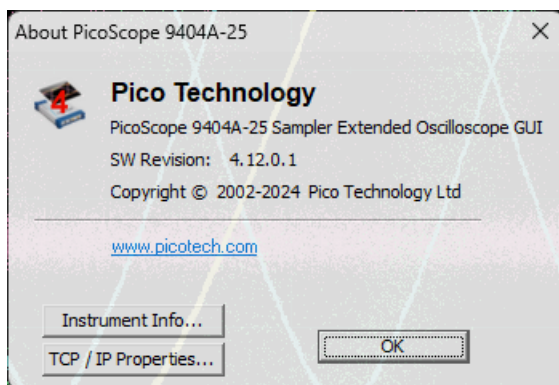 About PicoScope 9404A-25
4
Pico Technology
PicoScope 9404A-25 Sampler Extended Oscilloscope GUI
SW Revision: 4.12.0.1
Copyright © 2002-2024 Pico Technology Ltd
www.picotech.com
Instrument Info...
OK
TCP / IP Properties...